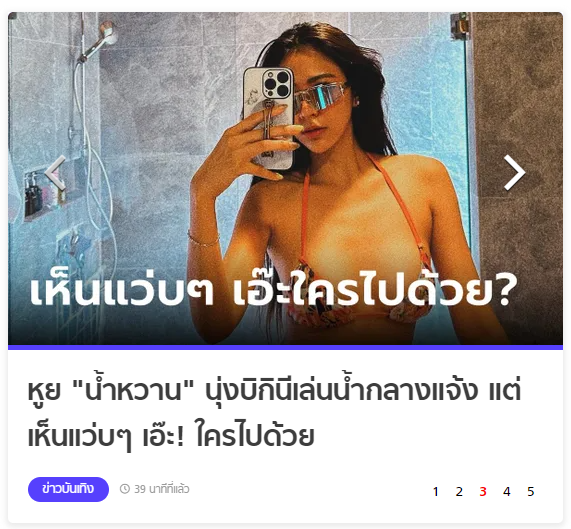 เห็นแว่บๆ เอ๊ะใครไปด้วย?
หูย "น้ำหวาน" นุ่งบิกินีเล่นน้ำกลางแจ้ง แต่
เห็นแว่บๆ เอ๊ะ! ใครไปด้วย
ข่าวบันเทิง 39 นาทีที่แล้ว 1 2 3 4 5